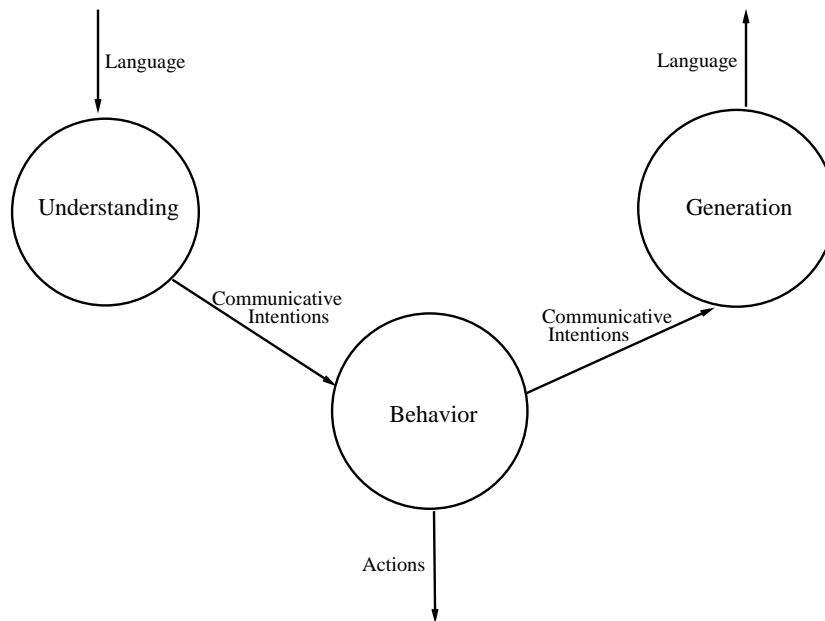 Language
Language
Understanding
Generation
Communicative
Intentions
Communicative
Intentions
Behavior
Actions